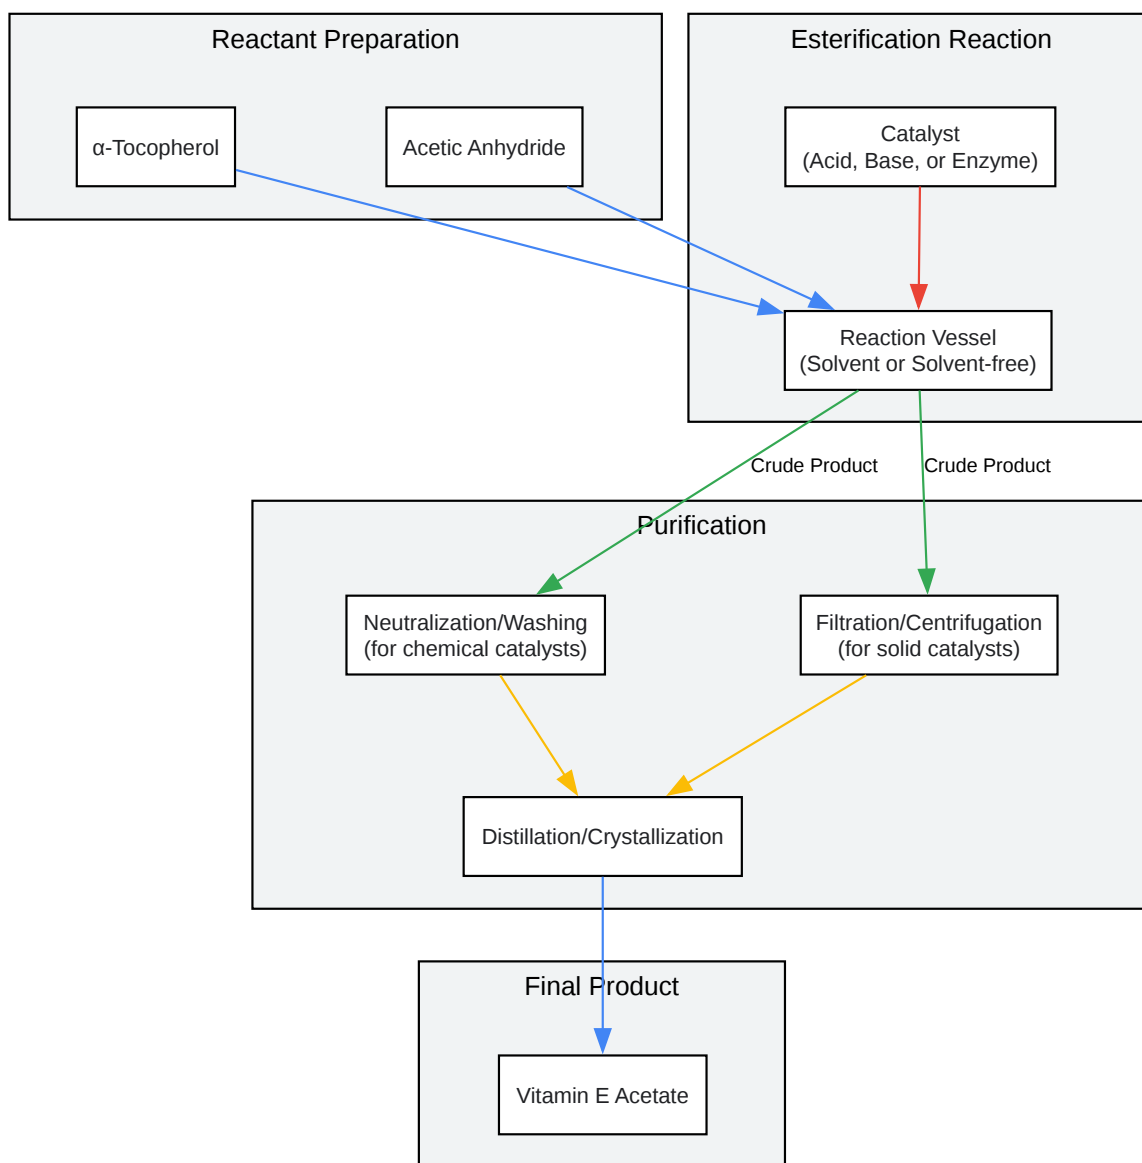 Reactant Preparation
Esterification Reaction
α-Tocopherol
Acetic Anhydride
Catalyst
(Acid, Base, or Enzyme)
Reaction Vessel
(Solvent or Solvent-free)
Crude Product
Crude Product
Purification
Neutralization/Washing
(for chemical catalysts)
Filtration/Centrifugation
(for solid catalysts)
Distillation/Crystallization
Final Product
Vitamin E Acetate